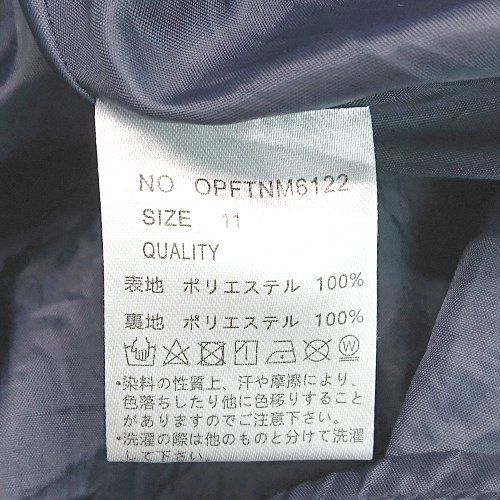 NO OPFTNM6122
SIZE 11
QUALITY
表地 ポリエステル 100%
裏地 ポリエステル 100%
W
・染料の性質上、汗や摩擦により、
色落ちしたり他に色移りすること
がありますのでご注意下さい。
・洗濯の際は他のものと分けて洗濯
して下さい。